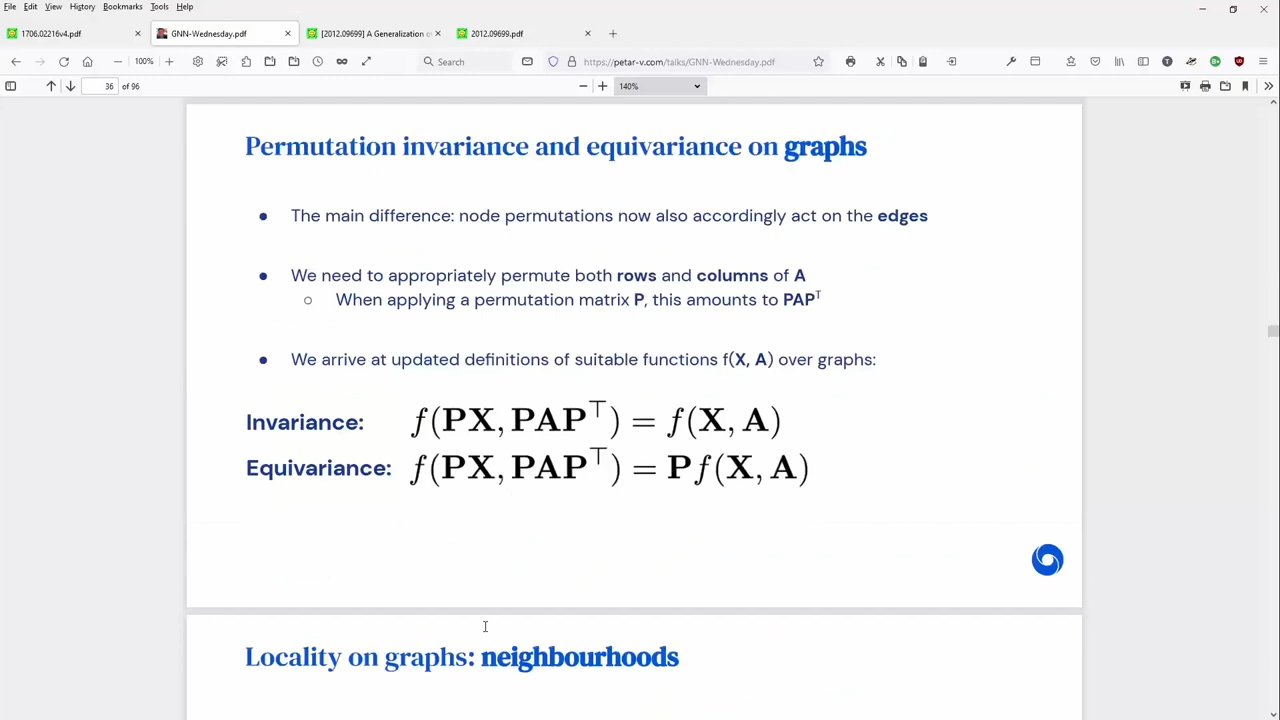 File Edit View History Bookmarks Tools Help
1706.02216v4.pdf
GNN-Wednesday.pdf
[2012.09699] A Generalization o
2012.09699.pdf
100%
Search
https://petar-v.com/talks/GNN-Wednesday.pdf
36 of 96
140%
Permutation invariance and equivariance on graphs
● The main difference: node permutations now also accordingly act on the edges
● We need to appropriately permute both rows and columns of A
○ When applying a permutation matrix P, this amounts to PAP⊤
● We arrive at updated definitions of suitable functions f(X, A) over graphs:
Invariance: f(PX, PAP⊤) = f(X, A)
Equivariance: f(PX, PAP⊤) = Pf(X, A)
Locality on graphs: neighbourhoods